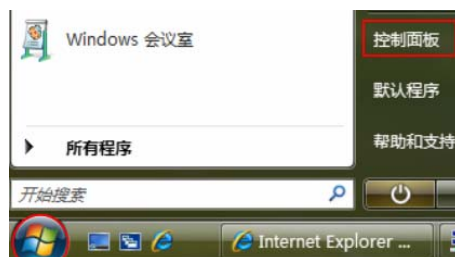 Windows 会议室
控制面板
默认程序
所有程序
帮助和支持
开始搜索
Internet Explorer ...